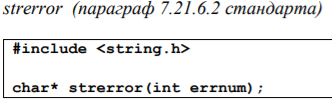 strerror (параграф 7.21.6.2 стандарта)
#include <string.h>
char* strerror(int errnum);